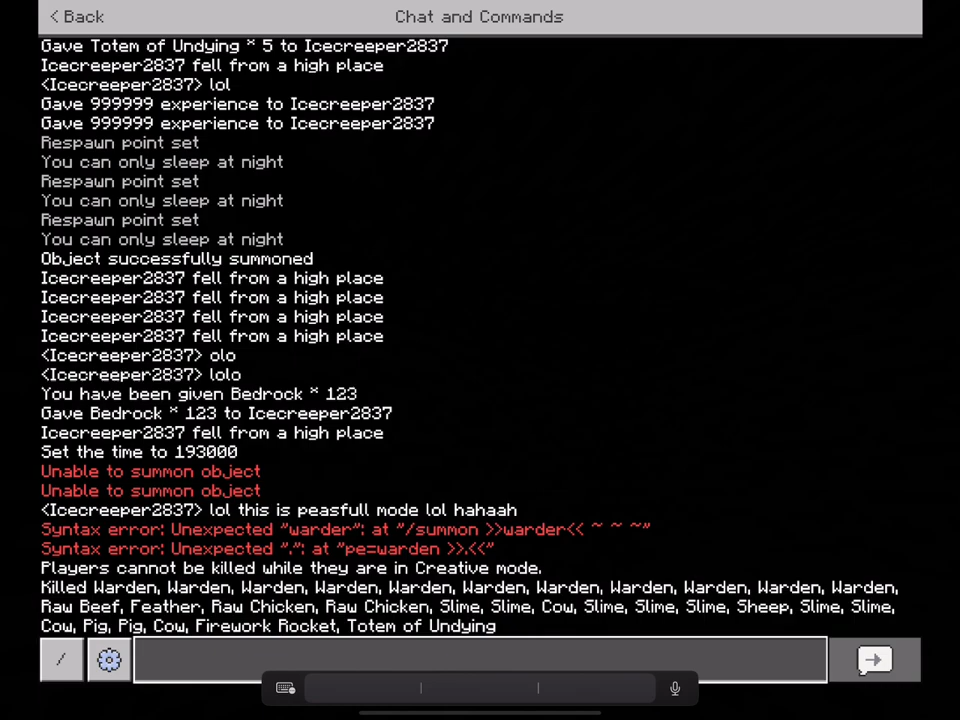 < Back
Chat and Commands
Gave Totem of Undying * 5 to Icecreeper2837
Icecreeper2837 fell from a high place
<Icecreeper2837> lol
Gave 999999 experience to Icecreeper2837
Gave 999999 experience to Icecreeper2837
Respawn point set
You can only sleep at night
Respawn point set
You can only sleep at night
Respawn point set
You can only sleep at night
Object successfully summoned
Icecreeper2837 fell from a high place
Icecreeper2837 fell from a high place
Icecreeper2837 fell from a high place
Icecreeper2837 fell from a high place
<Icecreeper2837> olo
<Icecreeper2837> lolo
You have been given Bedrock * 123
Gave Bedrock * 123 to Icecreeper2837
Icecreeper2837 fell from a high place
Set the time to 193000
Unable to summon object
Unable to summon object
<Icecreeper2837> lol this is peasfull mode lol hahaah
Syntax error: Unexpected "warder": at "/summon >>warder<< ~ ~ ~"
Syntax error: Unexpected ".": at "pe=warden >>.<<"
Players cannot be killed while they are in Creative mode.
Killed Warden, Warden, Warden, Warden, Warden, Warden, Warden, Warden, Warden, Warden, Warden,
Raw Beef, Feather, Raw Chicken, Raw Chicken, Slime, Slime, Cow, Slime, Slime, Slime, Sheep, Slime, Slime,
Cow, Pig, Pig, Cow, Firework Rocket, Totem of Undying
/